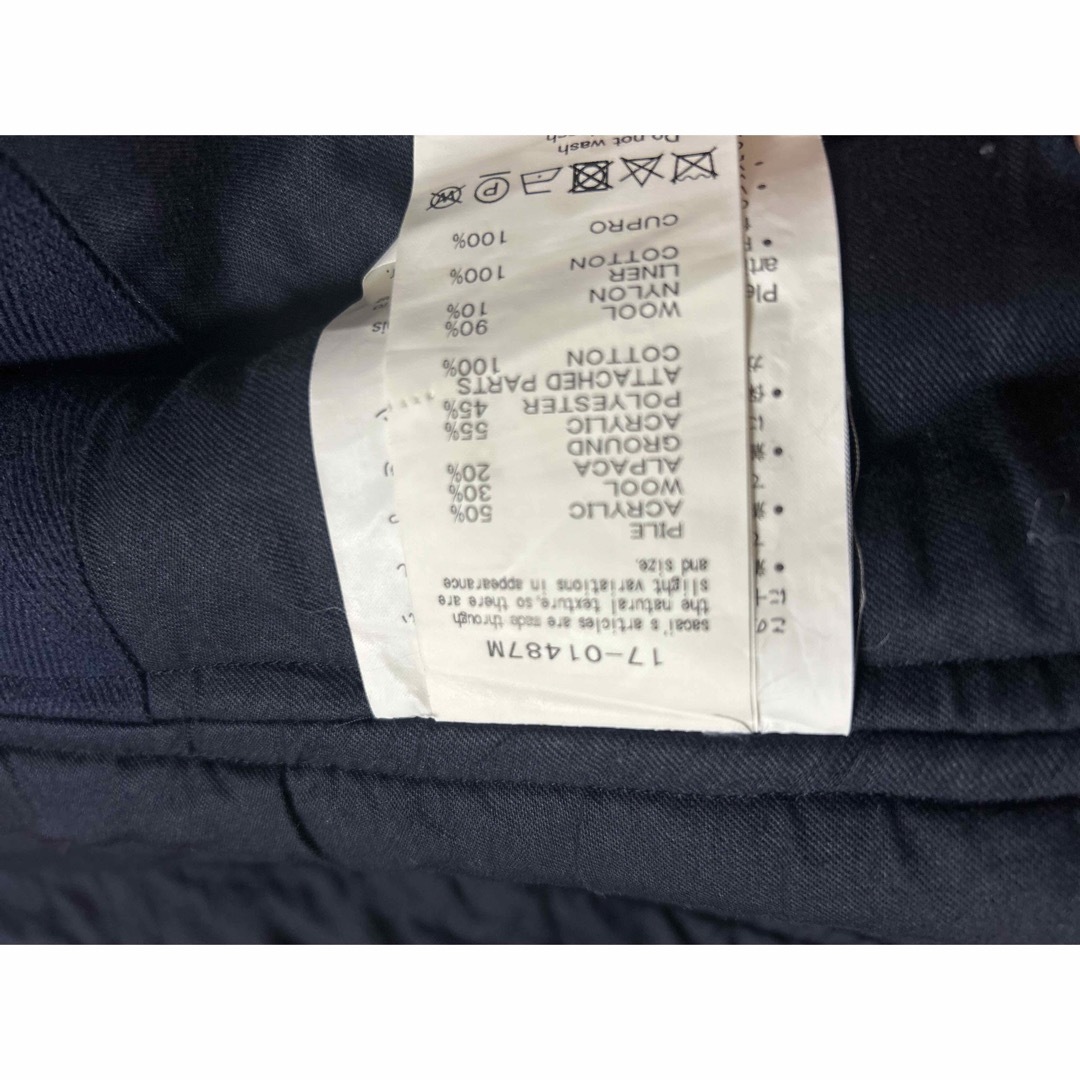 17-01487M
sacai's articles are made through
the natural texture,so there are
slight variations in appearance
and size.
PILE
ACRYLIC 50%
WOOL 30%
ALPACA 20%
GROUND
ACRYLIC 55%
POLYESTER 45%
ATTACHED PARTS
COTTON 100%
WOOL 90%
NYLON 10%
LINER
COTTON 100%
CUPRO 100%
P
W
Do not wash